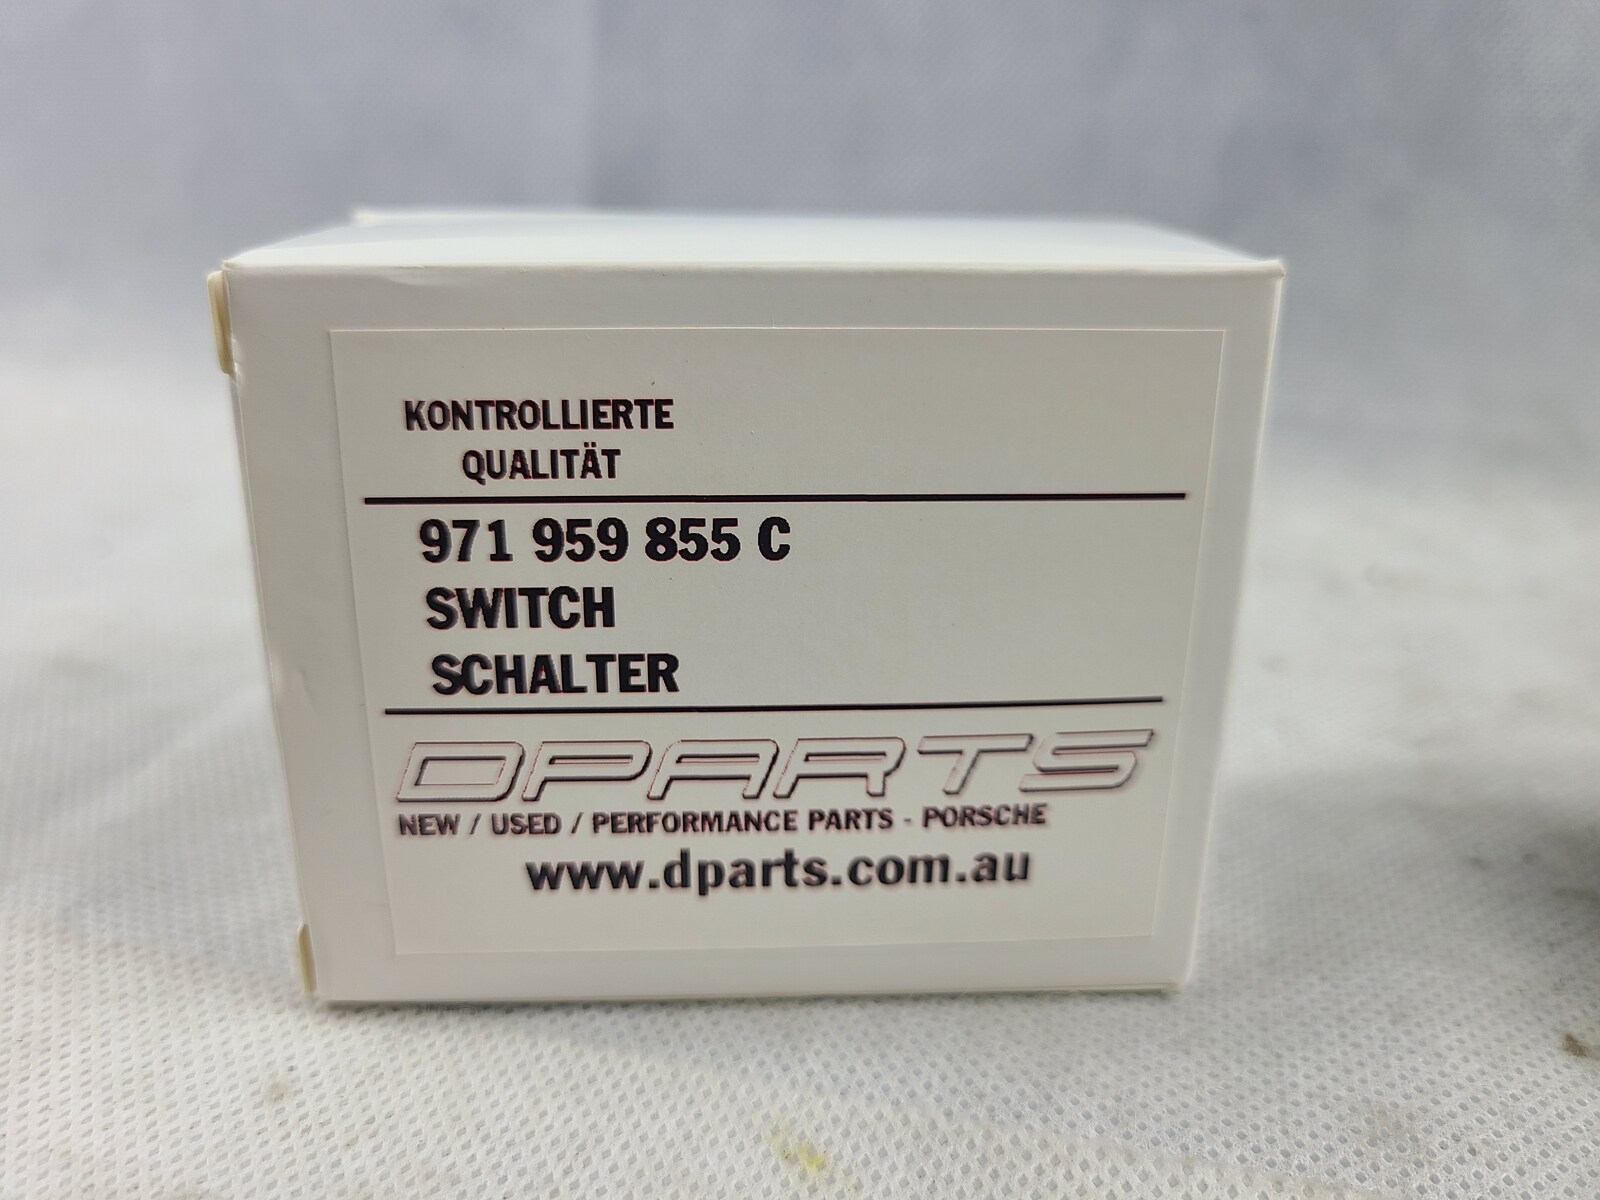 KONTROLLIERTE
QUALITÄT
971 959 855 C
SWITCH
SCHALTER
DPARTS
NEW / USED / PERFORMANCE PARTS - PORSCHE
www.dparts.com.au